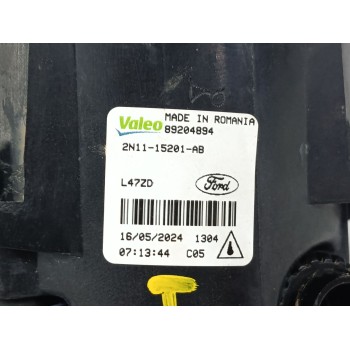 Valeo MADE IN ROMANIA
89204894
2N11-15201-AB
L47ZD Ford
16/05/2024 1304
07:13:44 C05